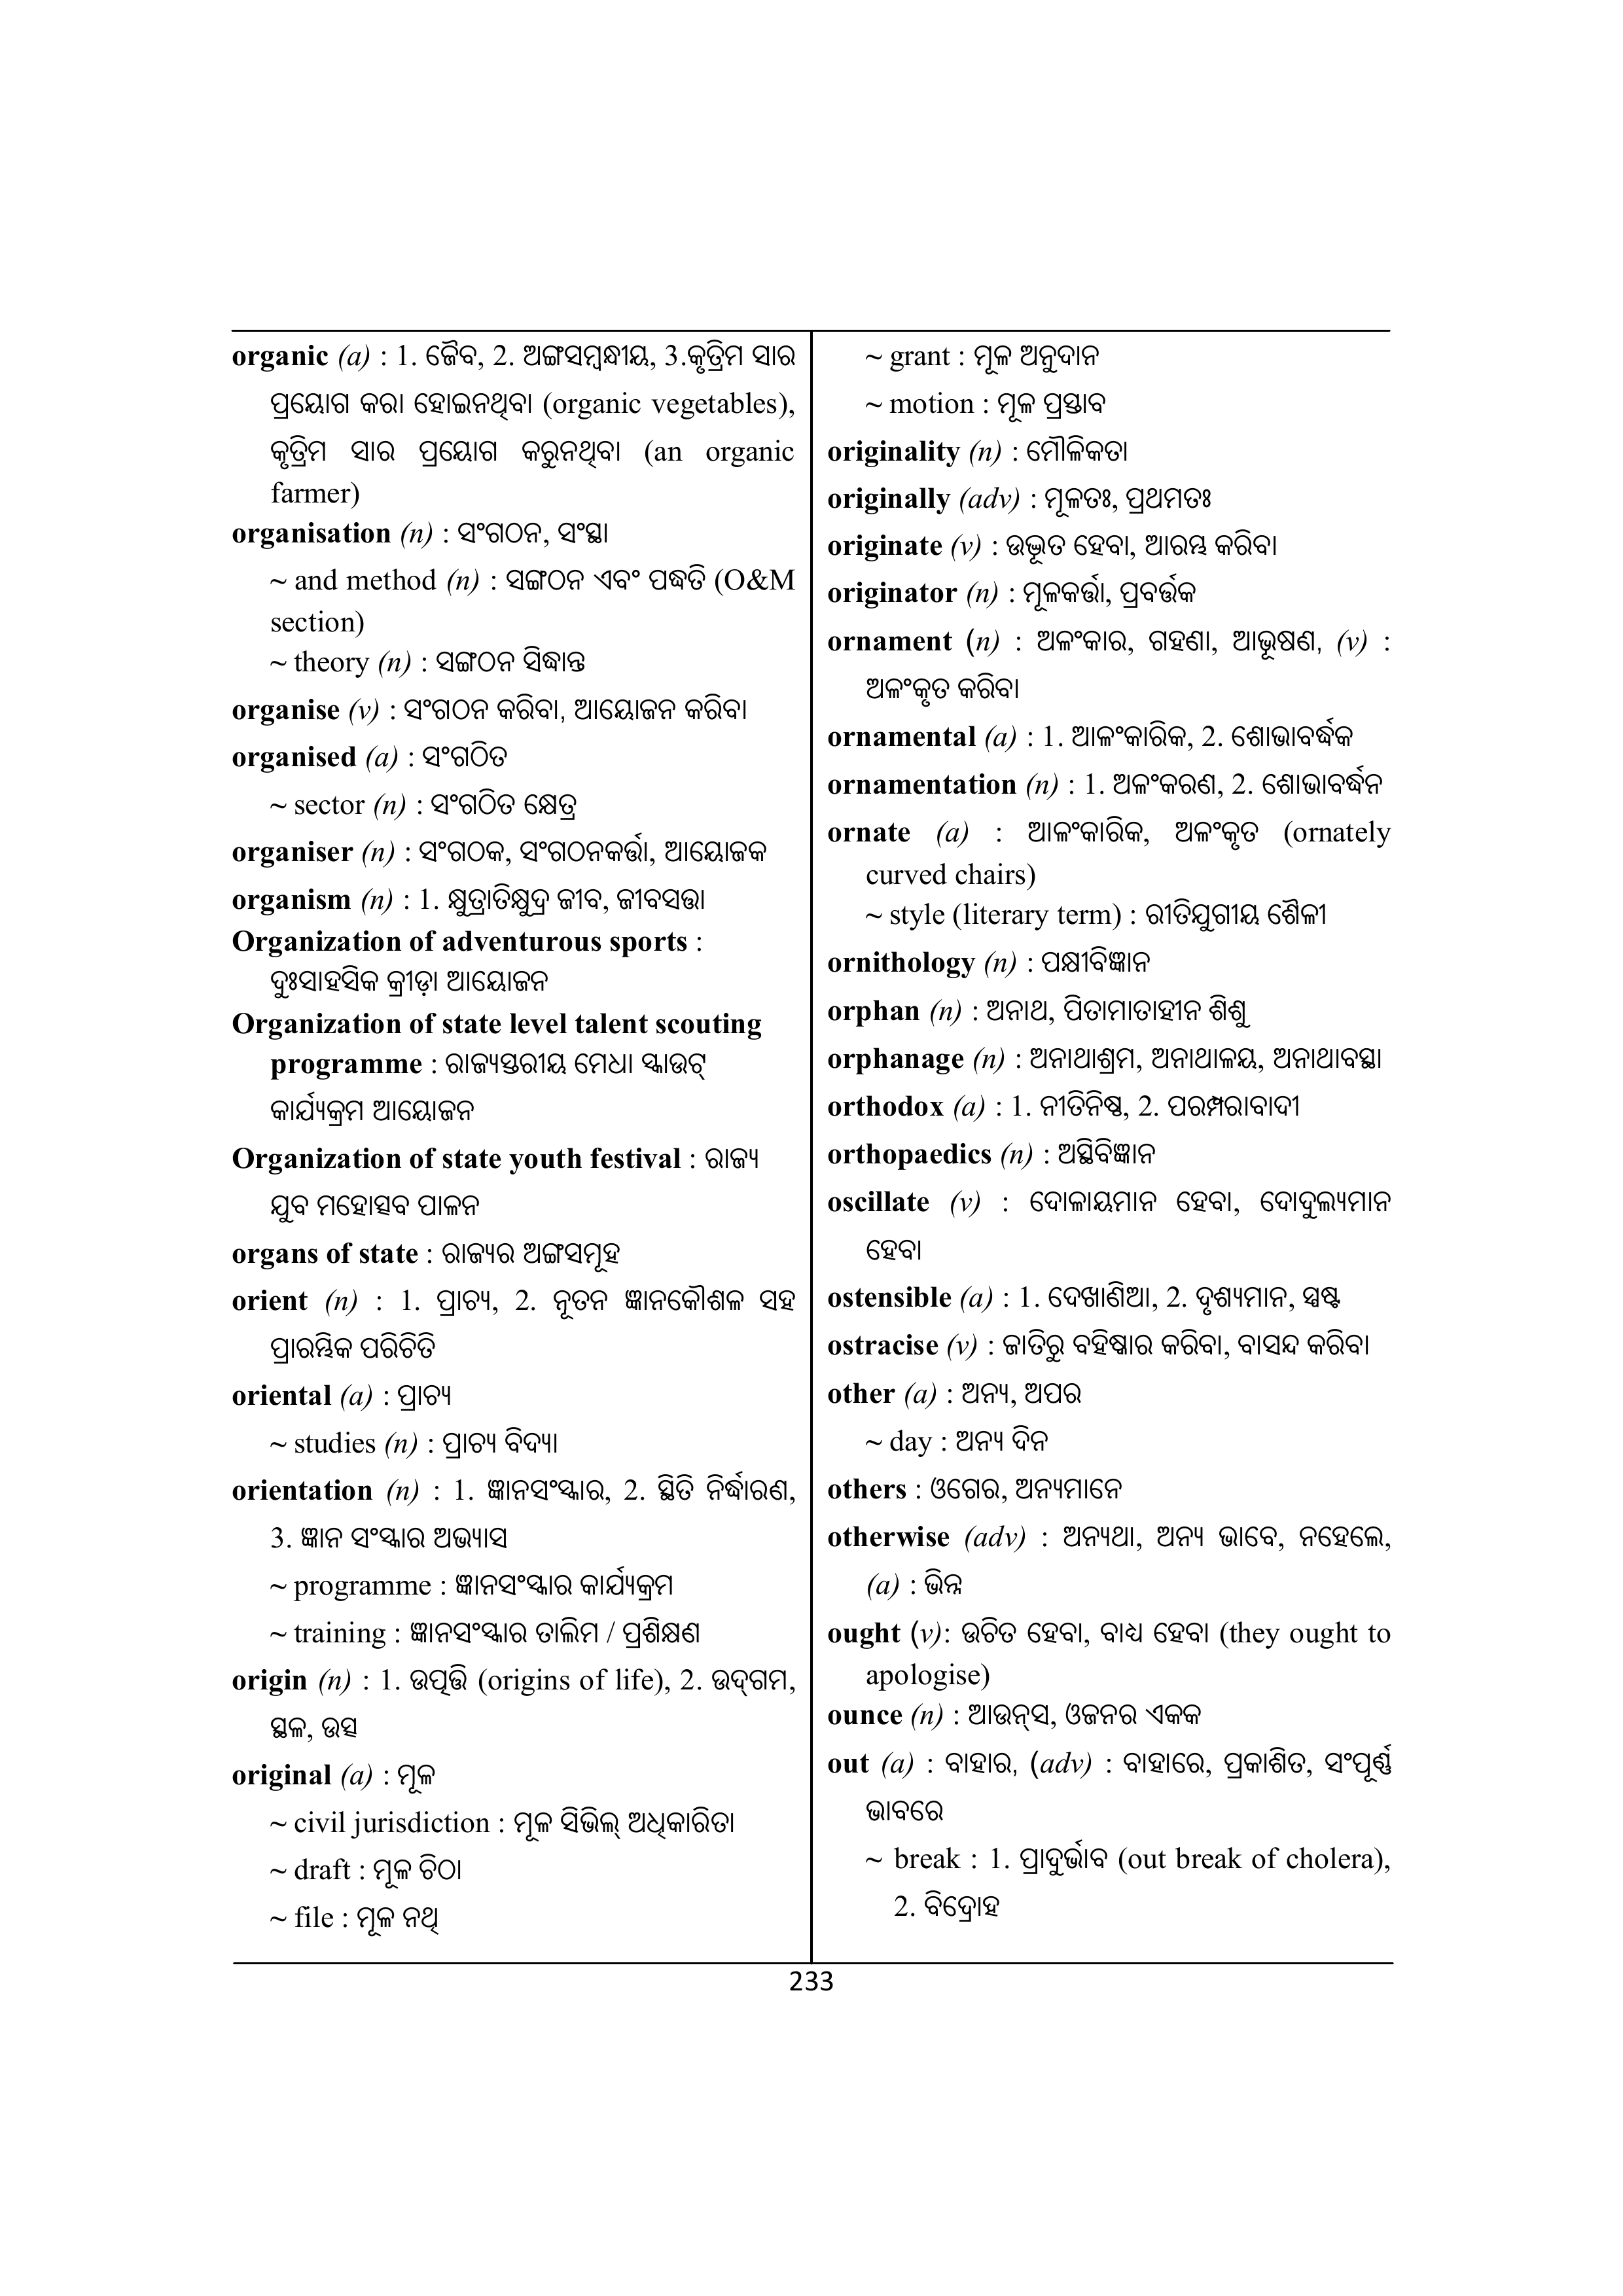 organic (a) : 1. ଜୈବ, 2. ଅଙ୍ଗସମ୍ବନ୍ଧୀୟ, 3.କୃତ୍ରିମ ସାର
ପ୍ରୟୋଗ କରା ହୋଇନଥିବା (organic vegetables),
କୃତ୍ରିମ ସାର ପ୍ରୟୋଗ କରୁନଥିବା (an organic
farmer)
organisation (n) : ସଂଗଠନ, ସଂସ୍ଥା
~ and method (n) : ସଙ୍ଗଠନ ଏବଂ ପଦ୍ଧତି (O&M
section)
~ theory (n) : ସଙ୍ଗଠନ ସିଦ୍ଧାନ୍ତ
organise (v) : ସଂଗଠନ କରିବା, ଆୟୋଜନ କରିବା
organised (a) : ସଂଗଠିତ
~ sector (n) : ସଂଗଠିତ କ୍ଷେତ୍ର
organiser (n) : ସଂଗଠକ, ସଂଗଠନକର୍ତ୍ତା, ଆୟୋଜକ
organism (n) : 1. କ୍ଷୁତ୍ରାତିକ୍ଷୁଦ୍ର ଜୀବ, ଜୀବସତ୍ତା
Organization of adventurous sports :
ଦୁଃସାହସିକ କ୍ରୀଡ଼ା ଆୟୋଜନ
Organization of state level talent scouting
programme : ରାଜ୍ୟସ୍ତରୀୟ ମେଧା ସ୍କାଉଟ୍
କାର୍ଯ୍ୟକ୍ରମ ଆୟୋଜନ
Organization of state youth festival : ରାଜ୍ୟ
ଯୁବ ମହୋତ୍ସବ ପାଳନ
organs of state : ରାଜ୍ୟର ଅଙ୍ଗସମୂହ
orient (n) : 1. ପ୍ରାଚ୍ୟ, 2. ନୂତନ ଜ୍ଞାନକୌଶଳ ସହ
ପ୍ରାରମ୍ଭିକ ପରିଚିତି
oriental (a) : ପ୍ରାଚ୍ୟ
~ studies (n) : ପ୍ରାଚ୍ୟ ବିଦ୍ୟା
orientation (n) : 1. ଜ୍ଞାନସଂସ୍କାର, 2. ସ୍ଥିତି ନିର୍ଦ୍ଧାରଣ,
3. ଜ୍ଞାନ ସଂସ୍କାର ଅଭ୍ୟାସ
~ programme : ଜ୍ଞାନସଂସ୍କାର କାର୍ଯ୍ୟକ୍ରମ
~ training : ଜ୍ଞାନସଂସ୍କାର ତାଲିମ / ପ୍ରଶିକ୍ଷଣ
origin (n) : 1. ଉତ୍ପତ୍ତି (origins of life), 2. ଉଦ୍‌ଗମ,
ସ୍ଥଳ, ଉତ୍ସ
original (a) : ମୂଳ
~ civil jurisdiction : ମୂଳ ସିଭିଲ୍ ଅଧିକାରିତା
~ draft : ମୂଳ ଚିଠା
~ file : ମୂଳ ନଥି
~ grant : ମୂଳ ଅନୁଦାନ
~ motion : ମୂଳ ପ୍ରସ୍ତାବ
originality (n) : ମୌଳିକତା
originally (adv) : ମୂଳତଃ, ପ୍ରଥମତଃ
originate (v) : ଉଦ୍ଭୂତ ହେବା, ଆରମ୍ଭ କରିବା
originator (n) : ମୂଳକର୍ତ୍ତା, ପ୍ରବର୍ତ୍ତକ
ornament (n) : ଅଳଂକାର, ଗହଣା, ଆଭୂଷଣ, (v) :
ଅଳଂକୃତ କରିବା
ornamental (a) : 1. ଆଳଂକାରିକ, 2. ଶୋଭାବର୍ଦ୍ଧକ
ornamentation (n) : 1. ଅଳଂକରଣ, 2. ଶୋଭାବର୍ଦ୍ଧନ
ornate (a) : ଆଳଂକାରିକ, ଅଳଂକୃତ (ornately
curved chairs)
~ style (literary term) : ରୀତିଯୁଗୀୟ ଶୈଳୀ
ornithology (n) : ପକ୍ଷୀବିଜ୍ଞାନ
orphan (n) : ଅନାଥ, ପିତାମାତାହୀନ ଶିଶୁ
orphanage (n) : ଅନାଥାଶ୍ରମ, ଅନାଥାଳୟ, ଅନାଥାବସ୍ଥା
orthodox (a) : 1. ନୀତିନିଷ୍ଠ, 2. ପରମ୍ପରାବାଦୀ
orthopaedics (n) : ଅସ୍ଥିବିଜ୍ଞାନ
oscillate (v) : ଦୋଳାୟମାନ ହେବା, ଦୋଦୁଲ୍ୟମାନ
ହେବା
ostensible (a) : 1. ଦେଖାଣିଆ, 2. ଦୃଶ୍ୟମାନ, ସ୍ପଷ୍ଟ
ostracise (v) : ଜାତିରୁ ବହିଷ୍କାର କରିବା, ବାସନ୍ଦ କରିବା
other (a) : ଅନ୍ୟ, ଅପର
~ day : ଅନ୍ୟ ଦିନ
others : ଓଗେର, ଅନ୍ୟମାନେ
otherwise (adv) : ଅନ୍ୟଥା, ଅନ୍ୟ ଭାବେ, ନହେଲେ,
(a) : ଭିନ୍ନ
ought (v): ଉଚିତ ହେବା, ବାଧ୍ୟ ହେବା (they ought to
apologise)
ounce (n) : ଆଉନ୍‌ସ, ଓଜନର ଏକକ
out (a) : ବାହାର, (adv) : ବାହାରେ, ପ୍ରକାଶିତ, ସଂପୂର୍ଣ୍ଣ
ଭାବରେ
~ break : 1. ପ୍ରାଦୁର୍ଭାବ (out break of cholera),
2. ବିଦ୍ରୋହ
233